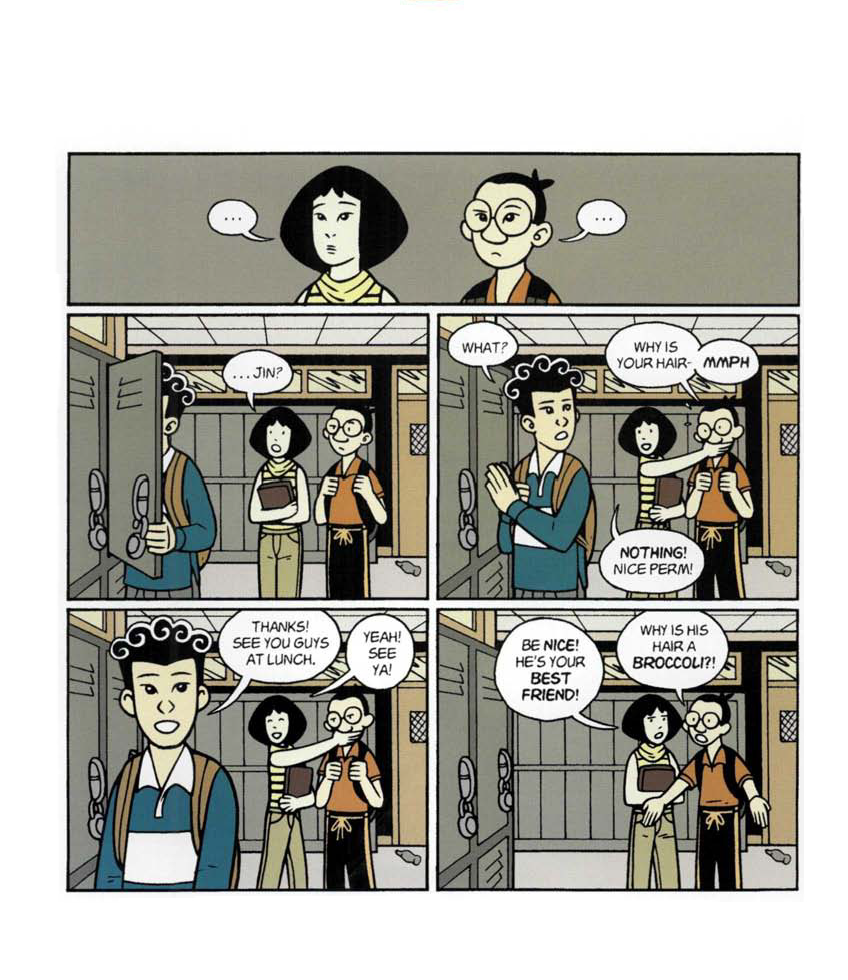 ...
...
...JIN?
WHAT?
WHY IS
YOUR HAIR-
MMPH
NOTHING!
NICE PERM!
THANKS!
SEE YOU GUYS
AT LUNCH.
YEAH!
SEE
YA!
BE NICE!
HE'S YOUR
BEST
FRIEND!
WHY IS HIS
HAIR A
BROCCOLI?!